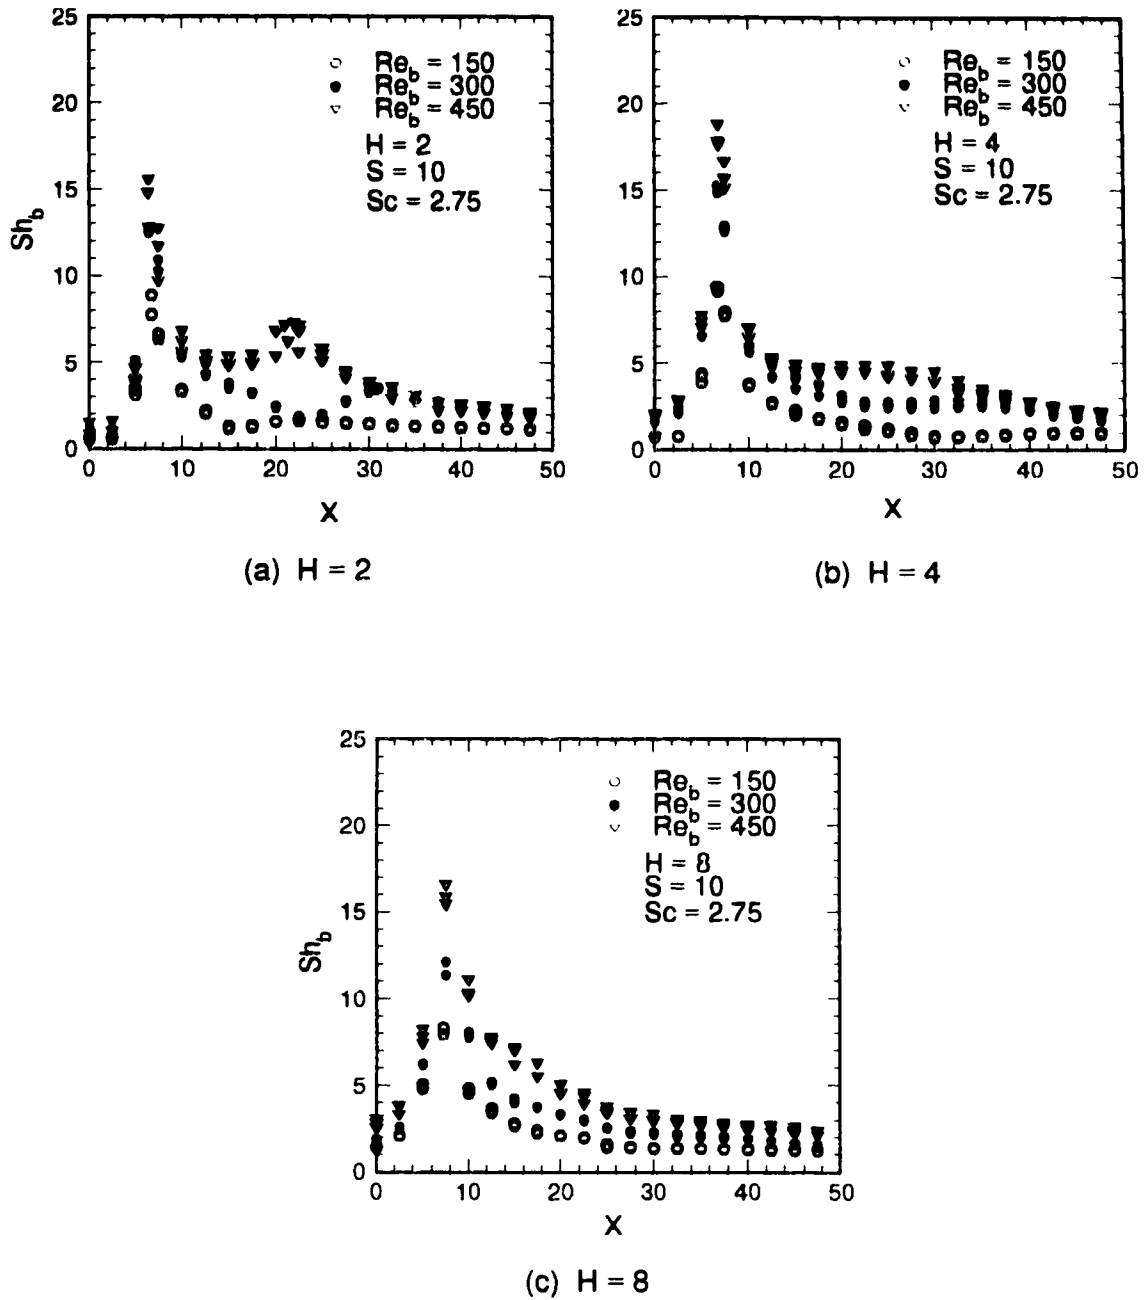 25
20
15
10
5
0
Sh_b
Re_b = 150
Re_b = 300
Re_b = 450
H = 2
S = 10
Sc = 2.75
0 10 20 30 40 50
X
(a) H = 2
25
20
15
10
5
0
Re_b = 150
Re_b = 300
Re_b = 450
H = 4
S = 10
Sc = 2.75
0 10 20 30 40 50
X
(b) H = 4
25
20
15
10
5
0
Sh_b
Re_b = 150
Re_b = 300
Re_b = 450
H = 8
S = 10
Sc = 2.75
0 10 20 30 40 50
X
(c) H = 8